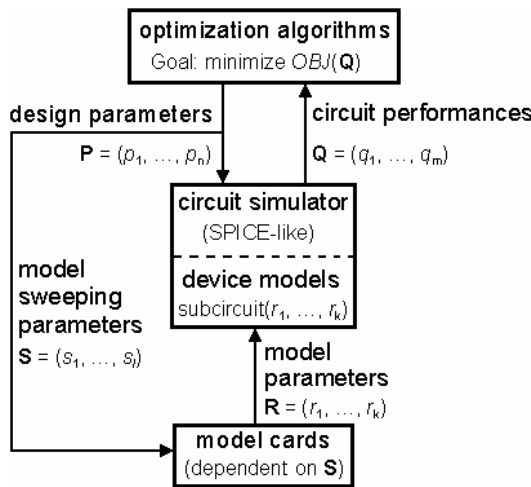 optimization algorithms
Goal: minimize OBJ(Q)
design parameters
P = (p1, …, pn)
circuit performances
Q = (q1, …, qm)
circuit simulator
(SPICE-like)
device models
subcircuit(r1, …, rk)
model
sweeping
parameters
S = (s1, …, sl)
model
parameters
R = (r1, …, rk)
model cards
(dependent on S)